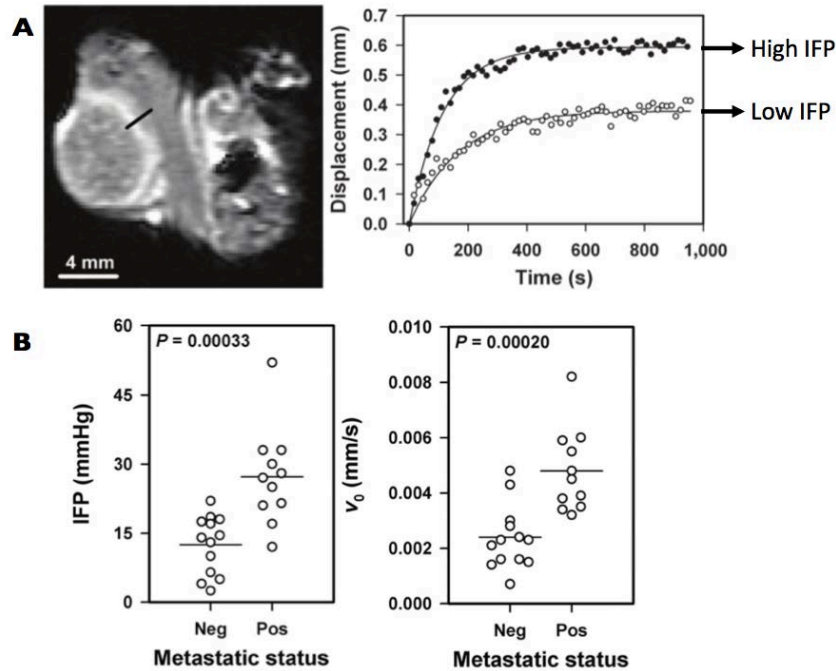 A
4 mm
0.7
0.6
0.5
0.4
0.3
0.2
0.1
0.0
Displacement (mm)
0 200 400 600 800 1,000
Time (s)
High IFP
Low IFP
B
60
45
30
15
0
IFP (mmHg)
P = 0.00033
Neg Pos
Metastatic status
0.010
0.008
0.006
0.004
0.002
0.000
v0 (mm/s)
P = 0.00020
Neg Pos
Metastatic status